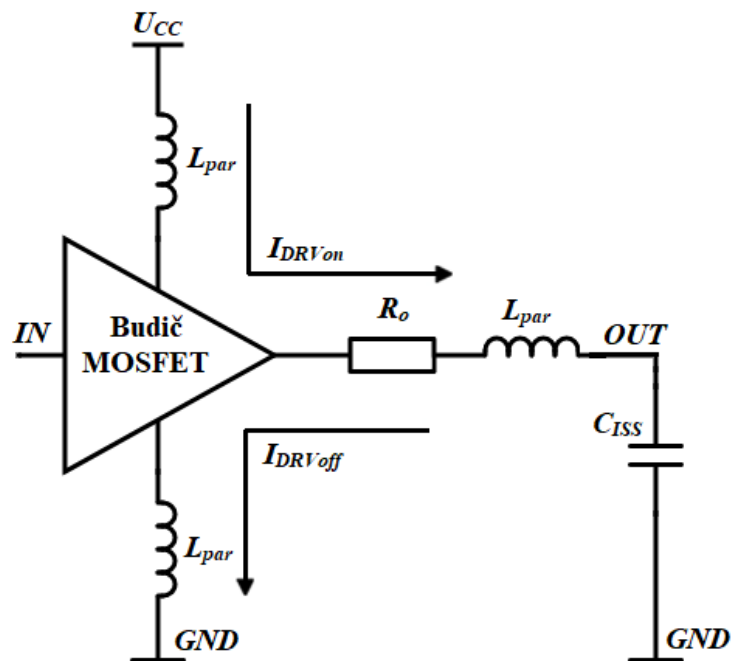 U_CC
L_par
I_DRVon
R_o
L_par
OUT
IN
Budič
MOSFET
C_ISS
I_DRVoff
L_par
GND
GND